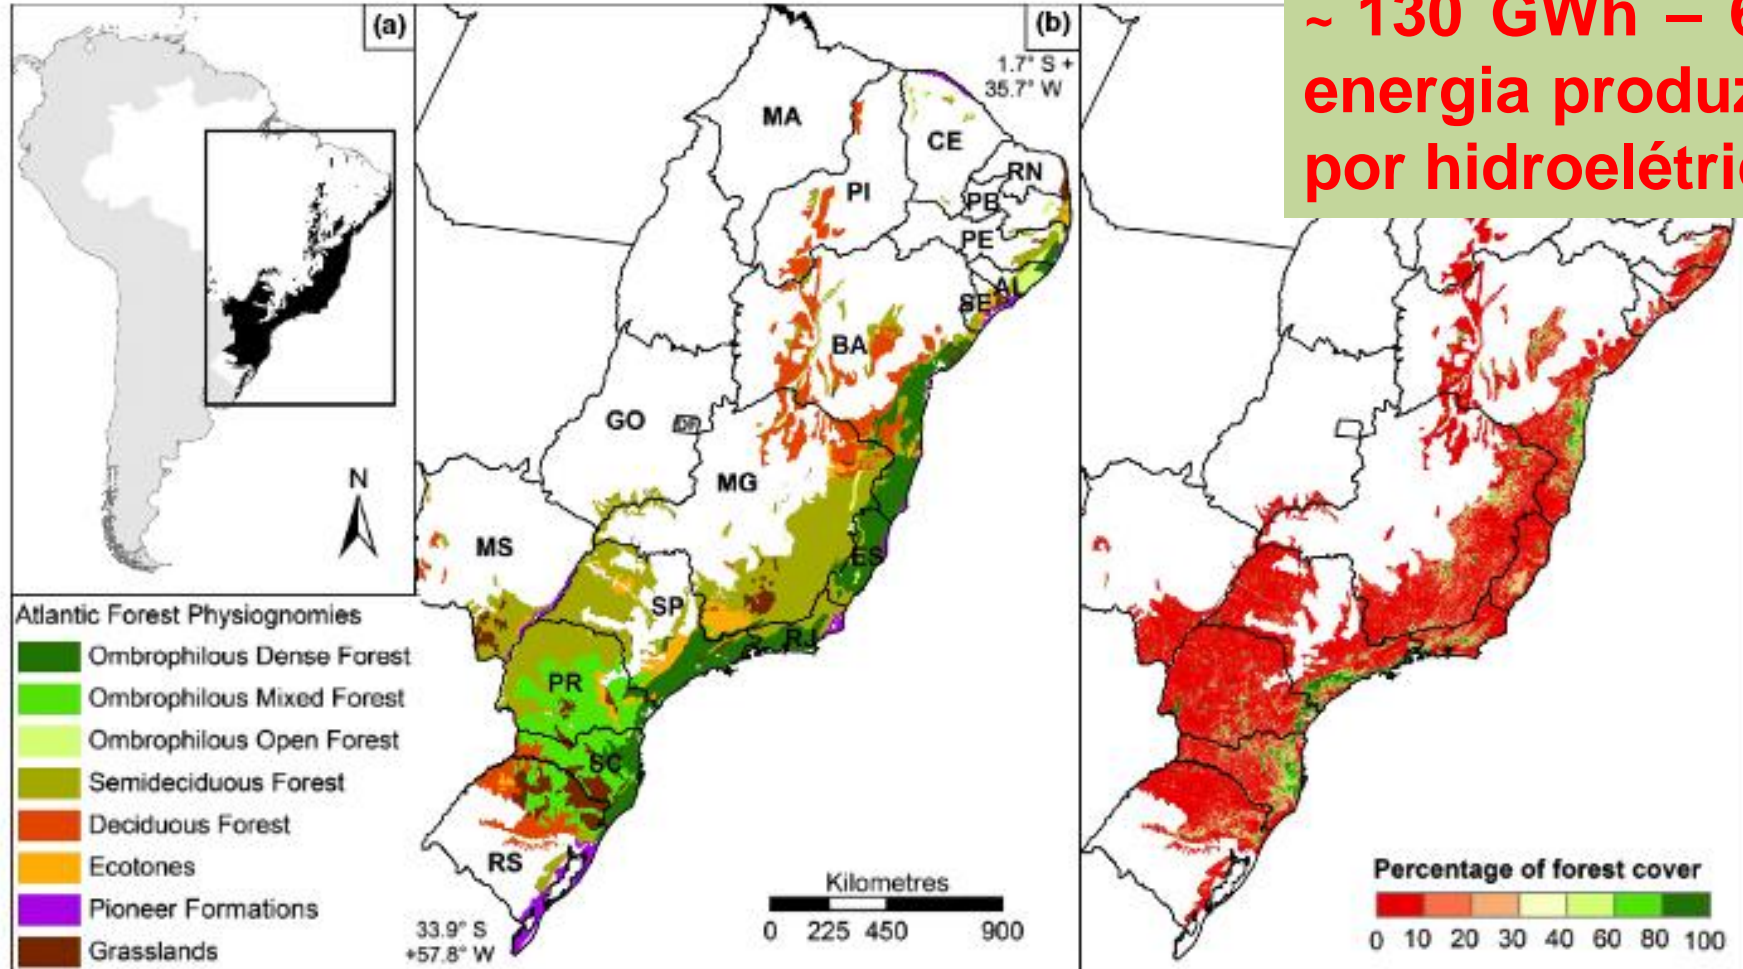 (a)
N
Atlantic Forest Physiognomies
Ombrophilous Dense Forest
Ombrophilous Mixed Forest
Ombrophilous Open Forest
Semideciduous Forest
Deciduous Forest
Ecotones
Pioneer Formations
Grasslands
(b)
1.7° S +
35.7° W
MA
CE
RN
PI
PB
PE
AL
SE
BA
GO
DF
MG
MS
ES
SP
RJ
PR
SC
RS
33.9° S
+57.8° W
Kilometres
0 225 450 900
~ 130 GWh –
energia
por
Percentage of forest cover
0 10 20 30 40 60 80 100